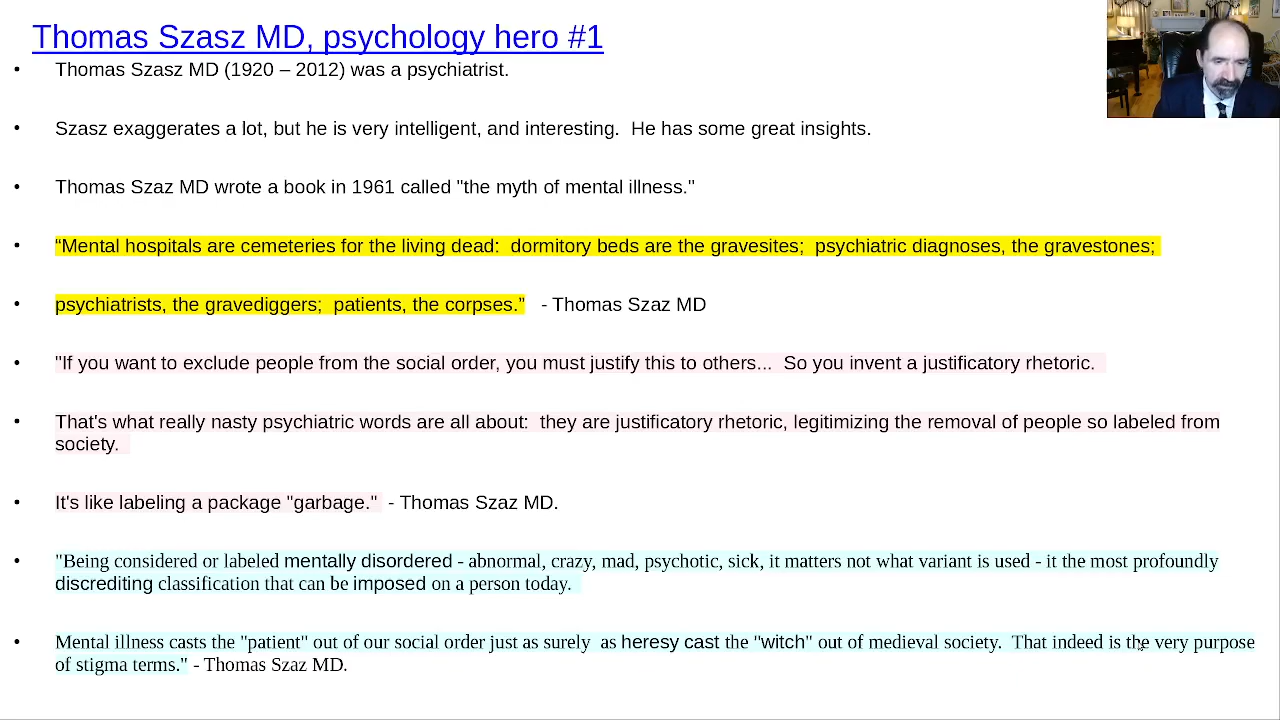 Thomas Szasz MD, psychology hero #1
• Thomas Szasz MD (1920 – 2012) was a psychiatrist.
• Szasz exaggerates a lot, but he is very intelligent, and interesting.  He has some great insights.
• Thomas Szaz MD wrote a book in 1961 called "the myth of mental illness."
• “Mental hospitals are cemeteries for the living dead:  dormitory beds are the gravesites;  psychiatric diagnoses, the gravestones;
• psychiatrists, the gravediggers;  patients, the corpses.”   - Thomas Szaz MD
• "If you want to exclude people from the social order, you must justify this to others...  So you invent a justificatory rhetoric.
• That's what really nasty psychiatric words are all about:  they are justificatory rhetoric, legitimizing the removal of people so labeled from
society.
• It's like labeling a package "garbage."  - Thomas Szaz MD.
• "Being considered or labeled mentally disordered - abnormal, crazy, mad, psychotic, sick, it matters not what variant is used - it the most profoundly
discrediting classification that can be imposed on a person today.
• Mental illness casts the "patient" out of our social order just as surely  as heresy cast the "witch" out of medieval society.  That indeed is the very purpose
of stigma terms." - Thomas Szaz MD.